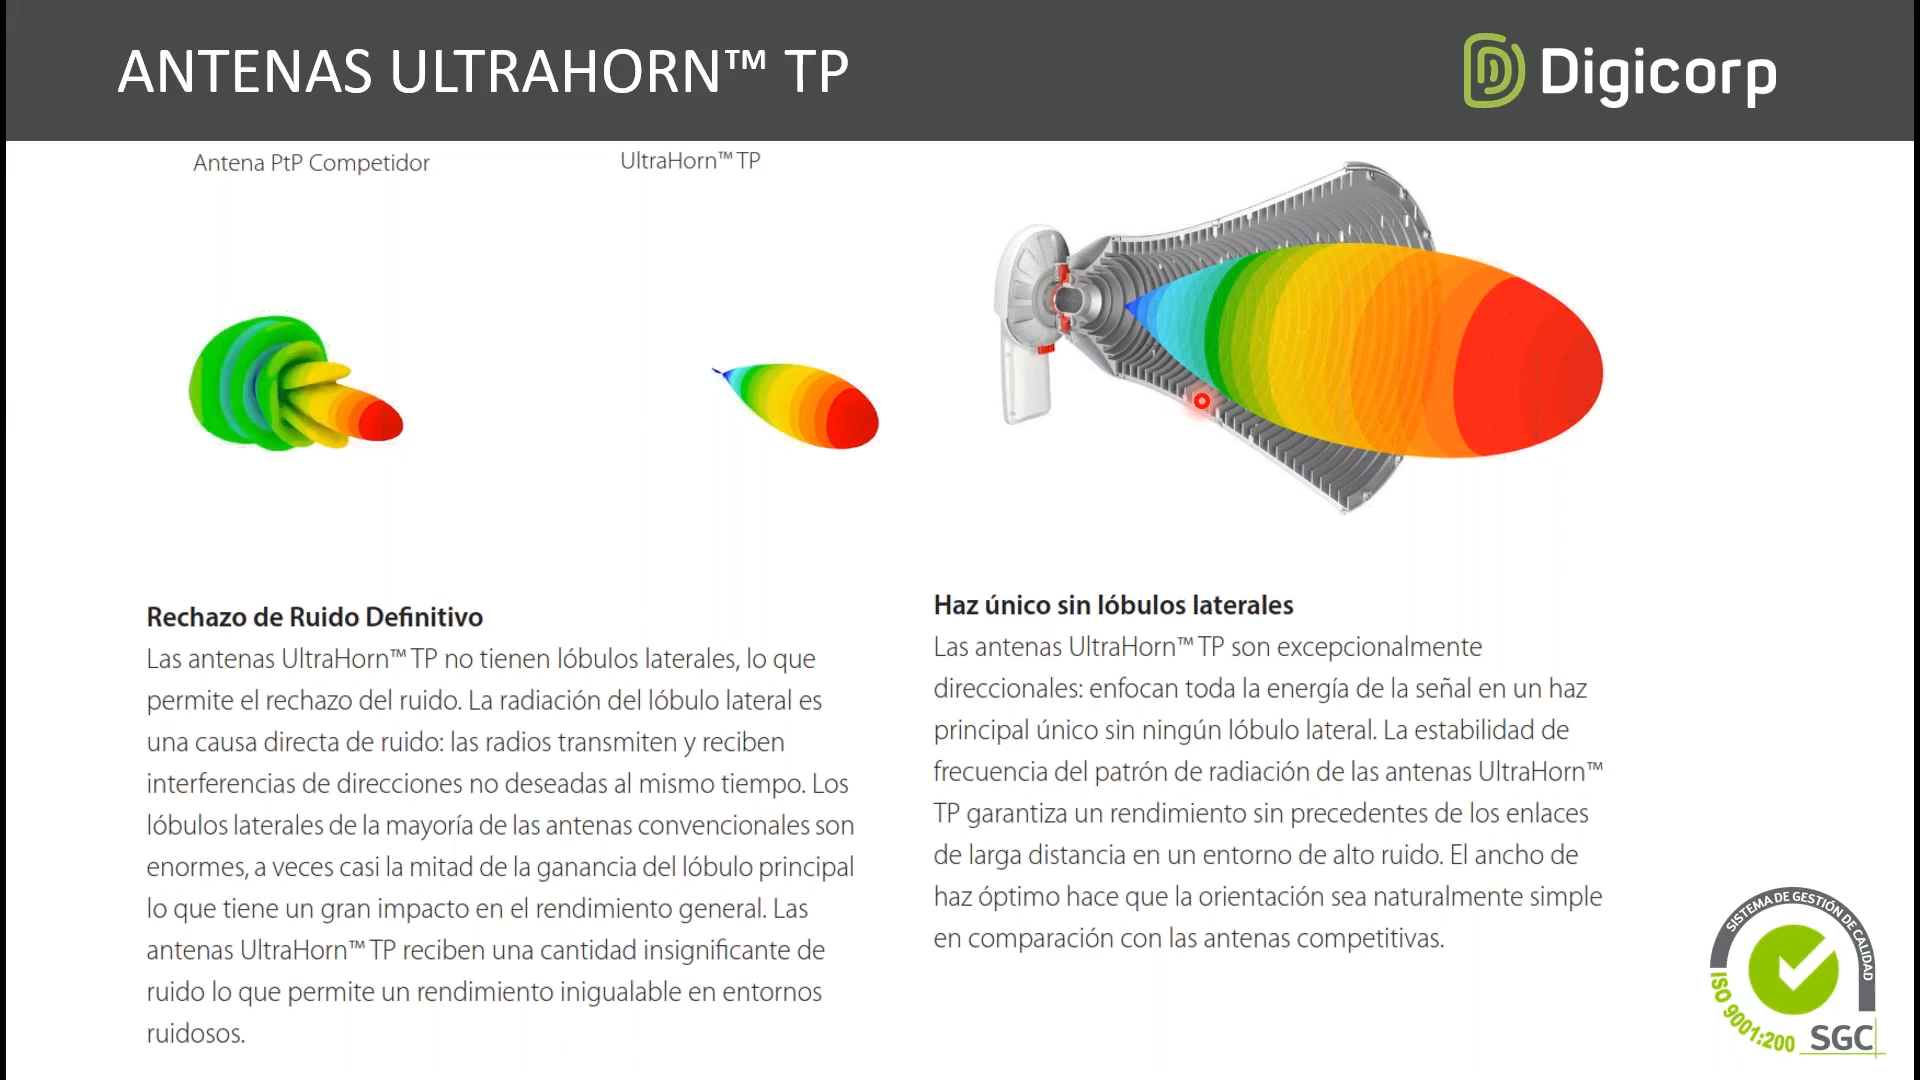 ANTENAS ULTRAHORN™ TP
Digicorp
Antena PtP Competidor
UltraHorn™ TP
Rechazo de Ruido Definitivo
Las antenas UltraHorn™ TP no tienen lóbulos laterales, lo que
permite el rechazo del ruido. La radiación del lóbulo lateral es
una causa directa de ruido: las radios transmiten y reciben
interferencias de direcciones no deseadas al mismo tiempo. Los
lóbulos laterales de la mayoría de las antenas convencionales son
enormes, a veces casi la mitad de la ganancia del lóbulo principal
lo que tiene un gran impacto en el rendimiento general. Las
antenas UltraHorn™ TP reciben una cantidad insignificante de
ruido lo que permite un rendimiento inigualable en entornos
ruidosos.
Haz único sin lóbulos laterales
Las antenas UltraHorn™ TP son excepcionalmente
direccionales: enfocan toda la energía de la señal en un haz
principal único sin ningún lóbulo lateral. La estabilidad de
frecuencia del patrón de radiación de las antenas UltraHorn™
TP garantiza un rendimiento sin precedentes de los enlaces
de larga distancia en un entorno de alto ruido. El ancho de
haz óptimo hace que la orientación sea naturalmente simple
en comparación con las antenas competitivas.
SISTEMA DE GESTIÓN DE CALIDAD
ISO 9001:200
SGC